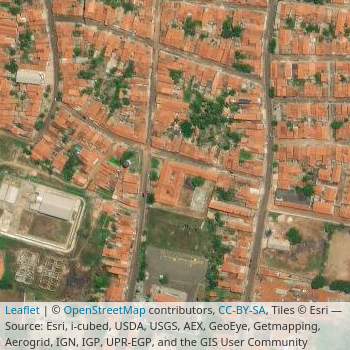 Leaflet | © OpenStreetMap contributors, CC-BY-SA, Tiles © Esri —
Source: Esri, i-cubed, USDA, USGS, AEX, GeoEye, Getmapping,
Aerogrid, IGN, IGP, UPR-EGP, and the GIS User Community